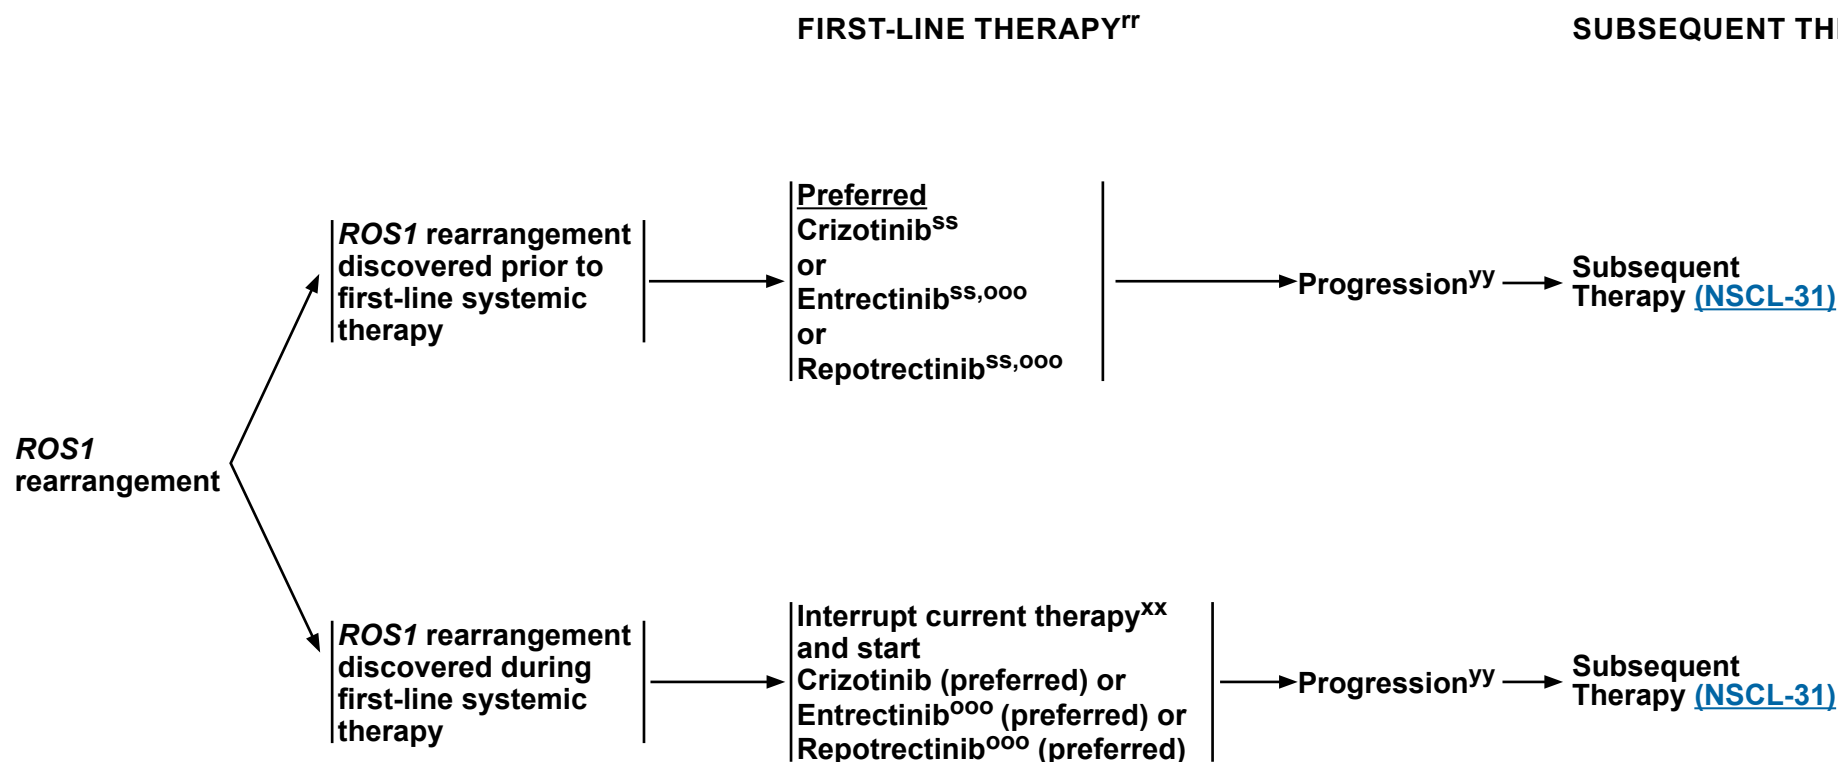 FIRST-LINE THERAPYrr
SUBSEQUENT
ROS1 rearrangement
discovered prior to
first-line systemic
therapy
Preferred
Crizotinibss
or
Entrectinibss,ooo
or
Repotrectinibss,ooo
Progressionyy
Subsequent
Therapy (NSCL-31)
ROS1
rearrangement
ROS1 rearrangement
discovered during
first-line systemic
therapy
Interrupt current therapyxx
and start
Crizotinib (preferred) or
Entrectinibooo (preferred) or
Repotrectinibooo (preferred)
Progressionyy
Subsequent
Therapy (NSCL-31)